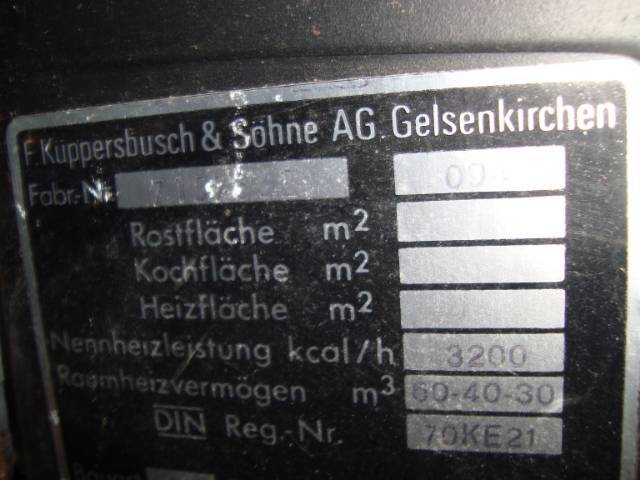 F. Küppersbusch & Söhne AG. Gelsenkirchen
Fabr.-Nr. 09
Rostfläche m2
Kochfläche m2
Heizfläche m2
Nennheizleistung kcal/h 3200
Raumheizvermögen m3 60-40-30
DIN Reg.-Nr. 70KE21